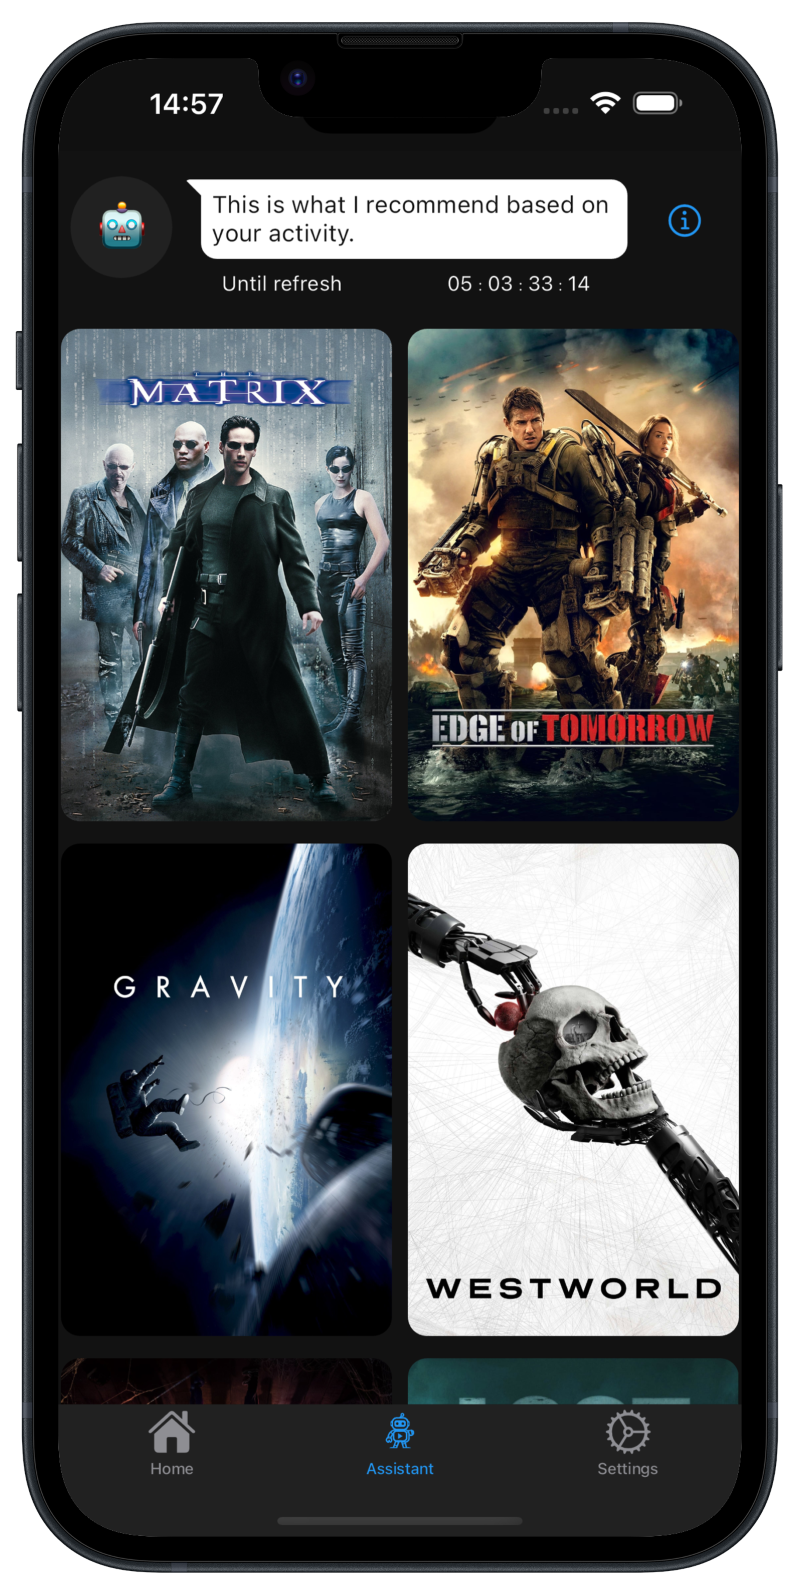 14:57
This is what I recommend based on
your activity.
Until refresh 05 : 03 : 33 : 14
THE
MATRIX
EDGE OF TOMORROW
GRAVITY
WESTWORLD
Home Assistant Settings